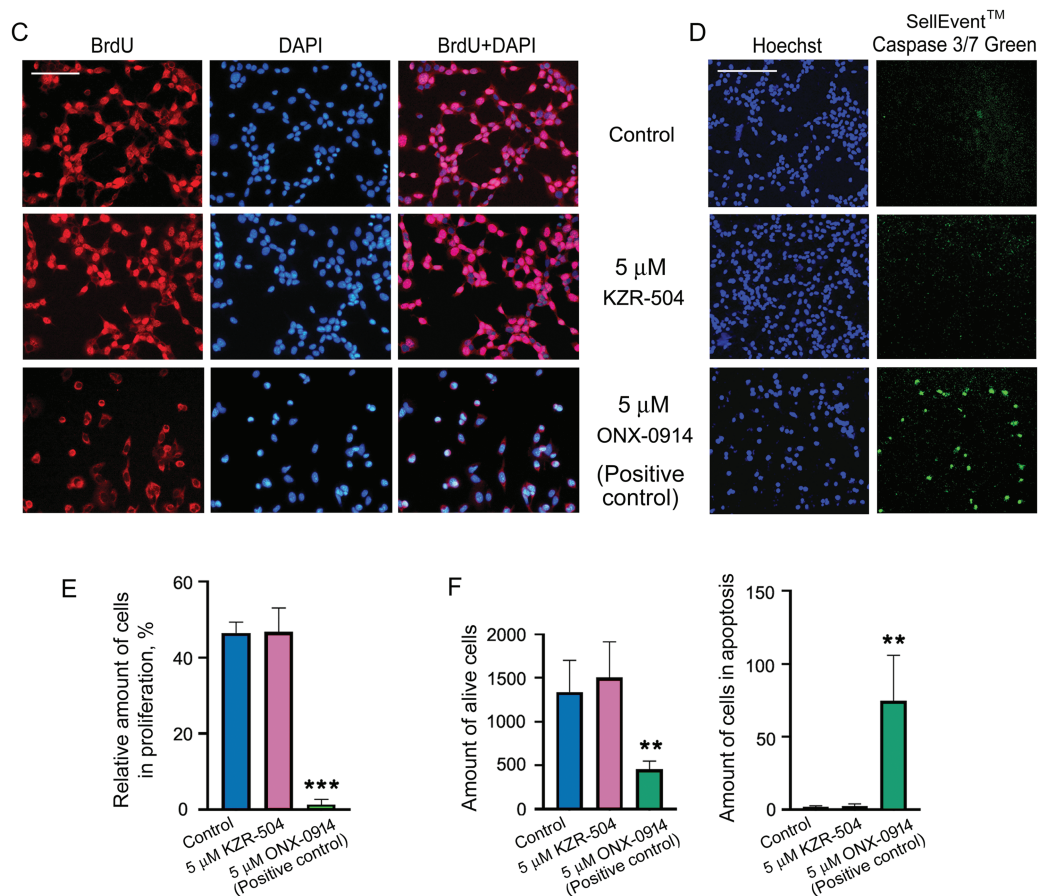 C
BrdU
DAPI
BrdU+DAPI
Control
5 μM
KZR-504
5 μM
ONX-0914
(Positive
control)
D
Hoechst
SellEvent™
Caspase 3/7 Green
E
Relative amount of cells
in proliferation, %
60
40
20
0
***
Control
5 μM KZR-504
5 μM ONX-0914
(Positive control)
F
Amount of alive cells
2000
1500
1000
500
0
**
Control
5 μM KZR-504
5 μM ONX-0914
(Positive control)
Amount of cells in apoptosis
150
100
50
0
**
Control
5 μM KZR-504
5 μM ONX-0914
(Positive control)